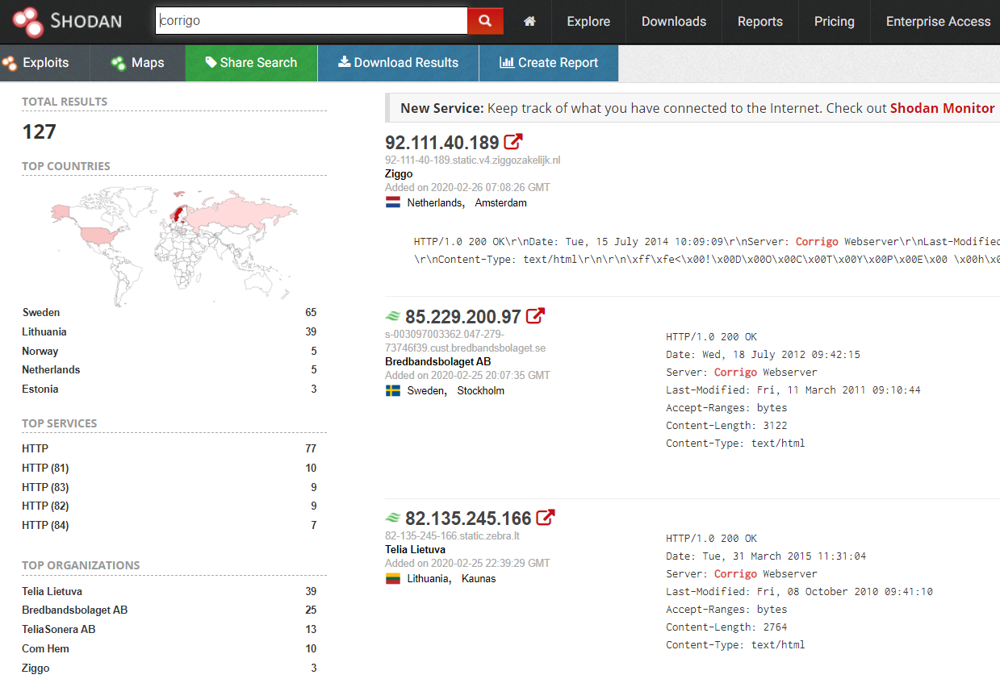 SHODAN
corrigo
Explore
Downloads
Reports
Pricing
Enterprise Access
Exploits
Maps
Share Search
Download Results
Create Report
TOTAL RESULTS
127
TOP COUNTRIES
Sweden 65
Lithuania 39
Norway 5
Netherlands 5
Estonia 3
TOP SERVICES
HTTP 77
HTTP (81) 10
HTTP (83) 9
HTTP (82) 9
HTTP (84) 7
TOP ORGANIZATIONS
Telia Lietuva 39
Bredbandsbolaget AB 25
TeliaSonera AB 13
Com Hem 10
Ziggo 3
New Service: Keep track of what you have connected to the Internet. Check out Shodan Monitor
92.111.40.189
92-111-40-189.static.v4.ziggozakelijk.nl
Ziggo
Added on 2020-02-26 07:08:26 GMT
Netherlands, Amsterdam
HTTP/1.0 200 OK\r\nDate: Tue, 15 July 2014 10:09:09\r\nServer: Corrigo Webserver\r\nLast-Modified
\r\nContent-Type: text/html\r\n\r\n\xff\xfe<\x00!\x00D\x00O\x00C\x00T\x00Y\x00P\x00E\x00 \x00h\x0
85.229.200.97
s-003097003362.047-279-
73746f39.cust.bredbandsbolaget.se
Bredbandsbolaget AB
Added on 2020-02-25 20:07:35 GMT
Sweden, Stockholm
HTTP/1.0 200 OK
Date: Wed, 18 July 2012 09:42:15
Server: Corrigo Webserver
Last-Modified: Fri, 11 March 2011 09:10:44
Accept-Ranges: bytes
Content-Length: 3122
Content-Type: text/html
82.135.245.166
82-135-245-166.static.zebra.lt
Telia Lietuva
Added on 2020-02-25 22:39:29 GMT
Lithuania, Kaunas
HTTP/1.0 200 OK
Date: Tue, 31 March 2015 11:31:04
Server: Corrigo Webserver
Last-Modified: Fri, 08 October 2010 09:41:10
Accept-Ranges: bytes
Content-Length: 2764
Content-Type: text/html